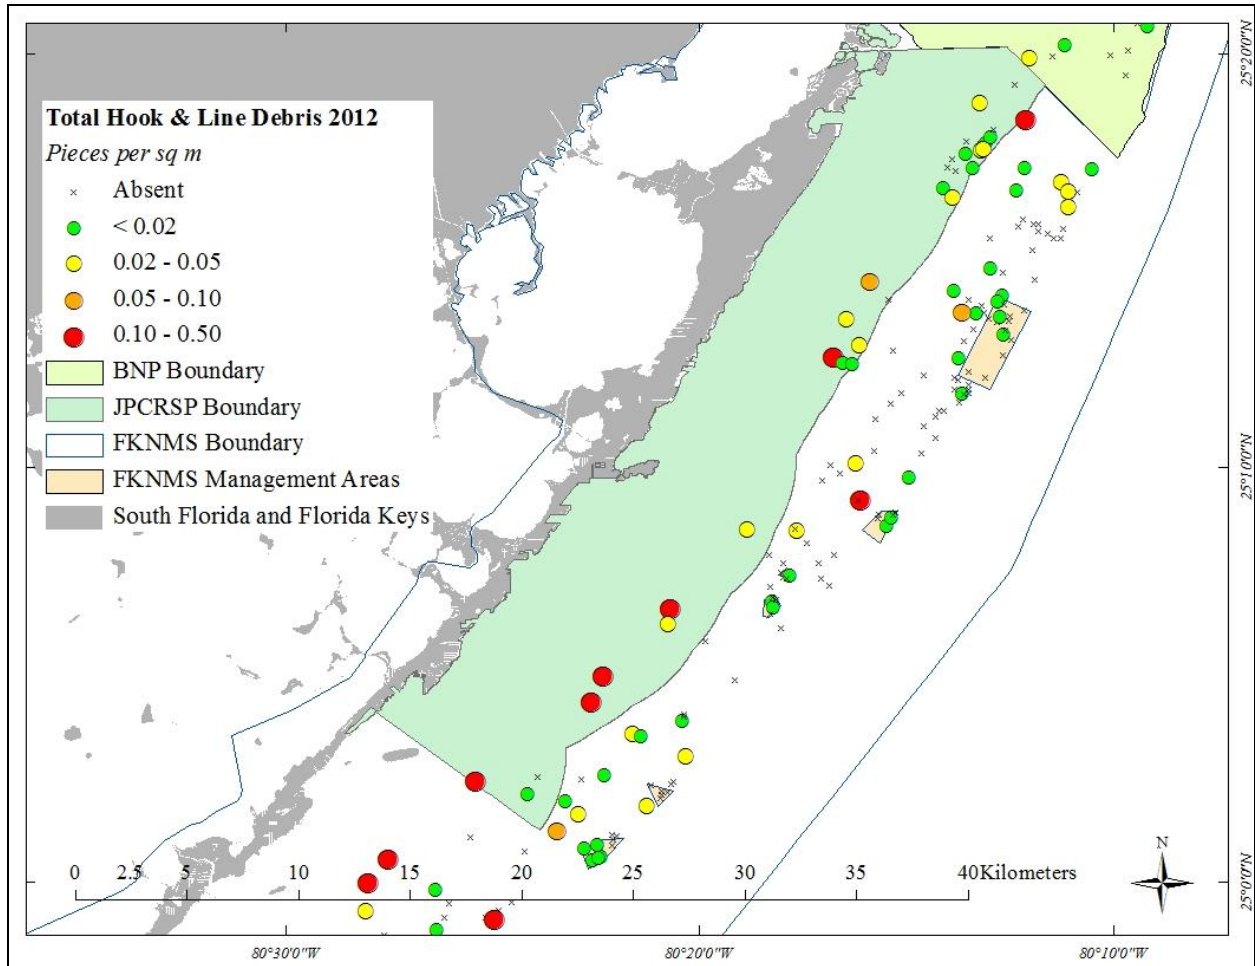 25°20'0"N
Total Hook & Line Debris 2012
Pieces per sq m
Absent
< 0.02
0.02 - 0.05
0.05 - 0.10
0.10 - 0.50
BNP Boundary
JPCRSP Boundary
FKNMS Boundary
FKNMS Management Areas
South Florida and Florida Keys
25°10'0"N
N
0 2.5 5 10 15 20 25 30 35 40 Kilometers
25°0'0"N
80°30'0"W 80°20'0"W 80°10'0"W